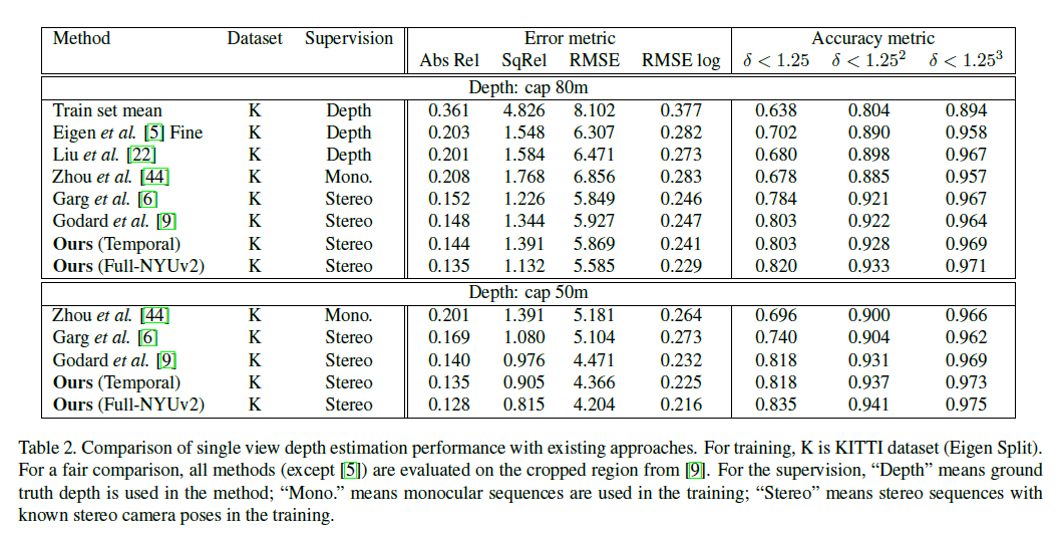 Method Dataset Supervision Error metric Accuracy metric
Abs Rel SqRel RMSE RMSE log δ < 1.25 δ < 1.25² δ < 1.25³
Depth: cap 80m
Train set mean K Depth 0.361 4.826 8.102 0.377 0.638 0.804 0.894
Eigen et al. [5] Fine K Depth 0.203 1.548 6.307 0.282 0.702 0.890 0.958
Liu et al. [22] K Depth 0.201 1.584 6.471 0.273 0.680 0.898 0.967
Zhou et al. [44] K Mono. 0.208 1.768 6.856 0.283 0.678 0.885 0.957
Garg et al. [6] K Stereo 0.152 1.226 5.849 0.246 0.784 0.921 0.967
Godard et al. [9] K Stereo 0.148 1.344 5.927 0.247 0.803 0.922 0.964
Ours (Temporal) K Stereo 0.144 1.391 5.869 0.241 0.803 0.928 0.969
Ours (Full-NYUv2) K Stereo 0.135 1.132 5.585 0.229 0.820 0.933 0.971
Depth: cap 50m
Zhou et al. [44] K Mono. 0.201 1.391 5.181 0.264 0.696 0.900 0.966
Garg et al. [6] K Stereo 0.169 1.080 5.104 0.273 0.740 0.904 0.962
Godard et al. [9] K Stereo 0.140 0.976 4.471 0.232 0.818 0.931 0.969
Ours (Temporal) K Stereo 0.135 0.905 4.366 0.225 0.818 0.937 0.973
Ours (Full-NYUv2) K Stereo 0.128 0.815 4.204 0.216 0.835 0.941 0.975
Table 2. Comparison of single view depth estimation performance with existing approaches. For training, K is KITTI dataset (Eigen Split).
For a fair comparison, all methods (except [5]) are evaluated on the cropped region from [9]. For the supervision, “Depth” means ground
truth depth is used in the method; “Mono.” means monocular sequences are used in the training; “Stereo” means stereo sequences with
known stereo camera poses in the training.